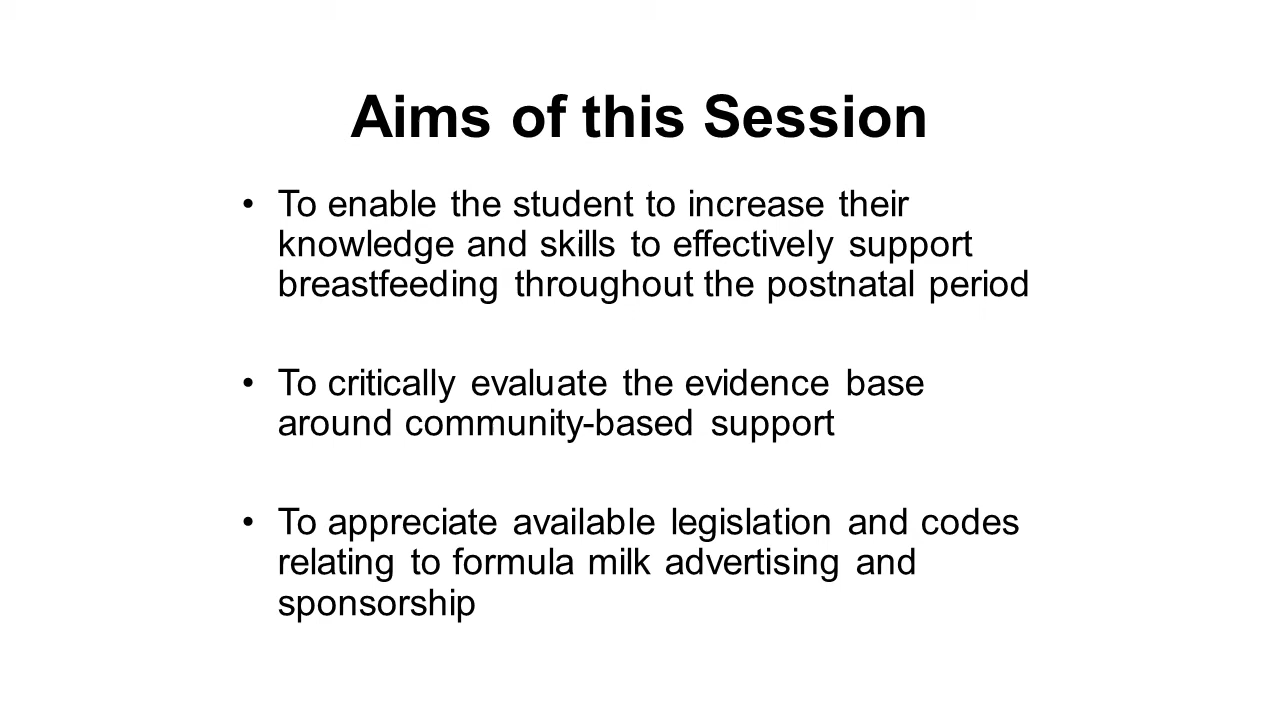 Aims of this Session
• To enable the student to increase their
knowledge and skills to effectively support
breastfeeding throughout the postnatal period
• To critically evaluate the evidence base
around community-based support
• To appreciate available legislation and codes
relating to formula milk advertising and
sponsorship